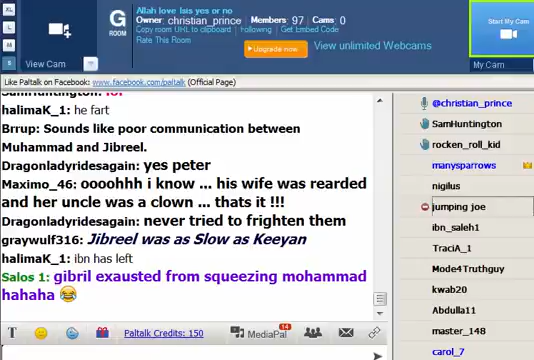 Allah love lais yes or no
G
ROOM
Owner: christian_prince Members: 97 Cams: 0
Copy room URL to clipboard | following | Get Embed Code
Rate This Room
Upgrade now
View unlimited Webcams
Start My Cam
L
M
S
View Cam
My Cam
Like Paltalk on Facebook: www.facebook.com/paltalk (Official Page)
SamHuntington: lol
halimaK_1: he fart
Brrup: Sounds like poor communication between
Muhammad and Jibreel.
Dragonladyridesagain: yes peter
Maximo_46: oooohhh i know ... his wife was rearded
and her uncle was a clown ... thats it !!!
Dragonladyridesagain: never tried to frighten them
graywulf316: Jibreel was as Slow as Keeyan
halimaK_1: ibn has left
Salos 1: gibril exausted from squeezing mohammad
hahaha
@christian_prince
SamHuntington
rocken_roll_kid
manysparrows
nigilus
jumping joe
ibn_saleh1
TraciA_1
Mode4Truthguy
kwab20
Abdulla11
master_148
carol_7
T
Paltalk Credits: 150
14
MediaPal